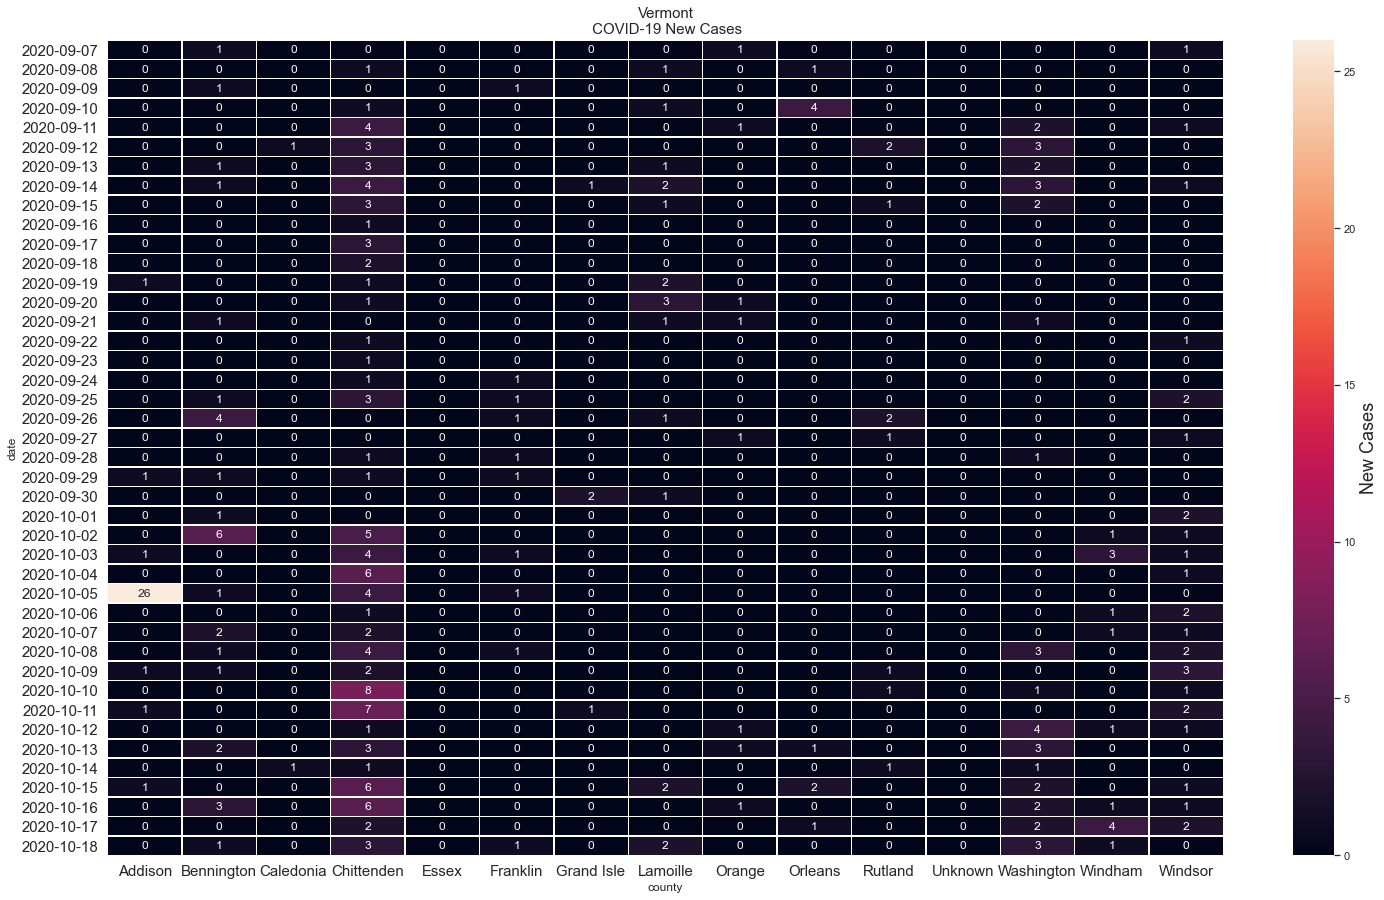 Vermont
COVID-19 New Cases
2020-09-07 0 1 0 0 0 0 0 0 1 0 0 0 0 0 1
2020-09-08 0 0 0 1 0 0 0 1 0 1 0 0 0 0 0
2020-09-09 0 1 0 0 0 1 0 0 0 0 0 0 0 0 0
2020-09-10 0 0 0 1 0 0 0 1 0 4 0 0 0 0 0
2020-09-11 0 0 0 4 0 0 0 0 1 0 0 0 2 0 1
2020-09-12 0 0 1 3 0 0 0 0 0 0 2 0 3 0 0
2020-09-13 0 1 0 3 0 0 0 1 0 0 0 0 2 0 0
2020-09-14 0 1 0 4 0 0 1 2 0 0 0 0 3 0 1
2020-09-15 0 0 0 3 0 0 0 1 0 0 1 0 2 0 0
2020-09-16 0 0 0 1 0 0 0 0 0 0 0 0 0 0 0
2020-09-17 0 0 0 3 0 0 0 0 0 0 0 0 0 0 0
2020-09-18 0 0 0 2 0 0 0 0 0 0 0 0 0 0 0
2020-09-19 1 0 0 1 0 0 0 2 0 0 0 0 0 0 0
2020-09-20 0 0 0 1 0 0 0 3 1 0 0 0 0 0 0
2020-09-21 0 1 0 0 0 0 0 1 1 0 0 0 1 0 0
2020-09-22 0 0 0 1 0 0 0 0 0 0 0 0 0 0 1
2020-09-23 0 0 0 1 0 0 0 0 0 0 0 0 0 0 0
2020-09-24 0 0 0 1 0 1 0 0 0 0 0 0 0 0 0
2020-09-25 0 1 0 3 0 1 0 0 0 0 0 0 0 0 2
2020-09-26 0 4 0 0 0 1 0 1 0 0 2 0 0 0 0
2020-09-27 0 0 0 0 0 0 0 0 1 0 1 0 0 0 1
2020-09-28 0 0 0 1 0 1 0 0 0 0 0 0 1 0 0
2020-09-29 1 1 0 1 0 1 0 0 0 0 0 0 0 0 0
2020-09-30 0 0 0 0 0 0 2 1 0 0 0 0 0 0 0
2020-10-01 0 1 0 0 0 0 0 0 0 0 0 0 0 0 2
2020-10-02 0 6 0 5 0 0 0 0 0 0 0 0 0 1 1
2020-10-03 1 0 0 4 0 1 0 0 0 0 0 0 0 3 1
2020-10-04 0 0 0 6 0 0 0 0 0 0 0 0 0 0 1
2020-10-05 26 1 0 4 0 1 0 0 0 0 0 0 0 0 0
2020-10-06 0 0 0 1 0 0 0 0 0 0 0 0 0 1 2
2020-10-07 0 2 0 2 0 0 0 0 0 0 0 0 0 1 1
2020-10-08 0 1 0 4 0 1 0 0 0 0 0 0 3 0 2
2020-10-09 1 1 0 2 0 0 0 0 0 0 1 0 0 0 3
2020-10-10 0 0 0 8 0 0 0 0 0 0 1 0 1 0 1
2020-10-11 1 0 0 7 0 0 1 0 0 0 0 0 0 0 2
2020-10-12 0 0 0 1 0 0 0 0 1 0 0 0 4 1 1
2020-10-13 0 2 0 3 0 0 0 0 1 1 0 0 3 0 0
2020-10-14 0 0 1 1 0 0 0 0 0 0 1 0 1 0 0
2020-10-15 1 0 0 6 0 0 0 2 0 2 0 0 2 0 1
2020-10-16 0 3 0 6 0 0 0 0 1 0 0 0 2 1 1
2020-10-17 0 0 0 2 0 0 0 0 0 1 0 0 2 4 2
2020-10-18 0 1 0 3 0 1 0 2 0 0 0 0 3 1 0
Addison Bennington Caledonia Chittenden Essex Franklin Grand Isle Lamoille Orange Orleans Rutland Unknown Washington Windham Windsor
county
date
25
20
15
10
5
0
New Cases